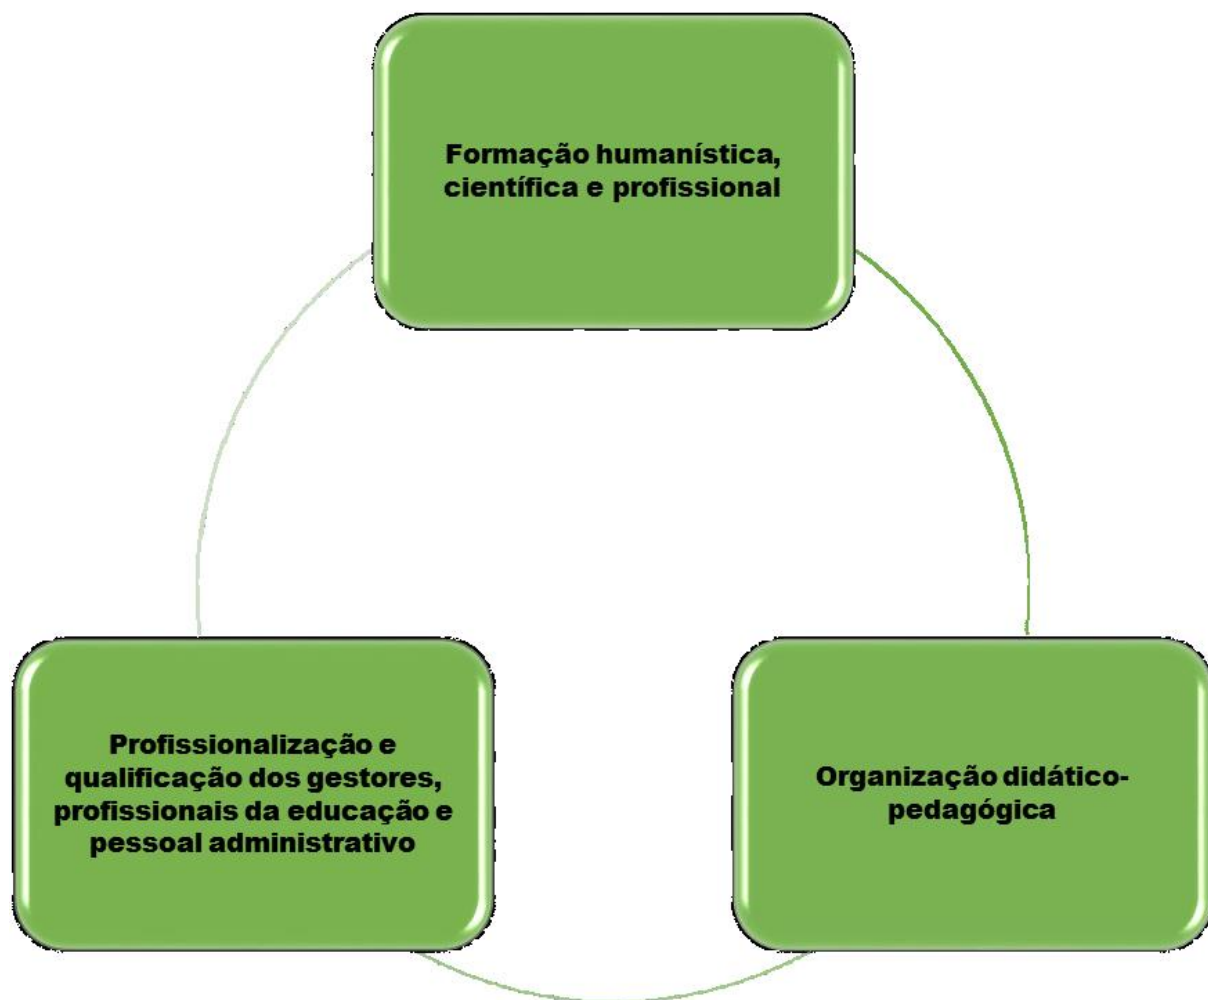 Formação humanística,
científica e profissional
Profissionalização e
qualificação dos gestores,
profissionais da educação e
pessoal administrativo
Organização didático-
pedagógica